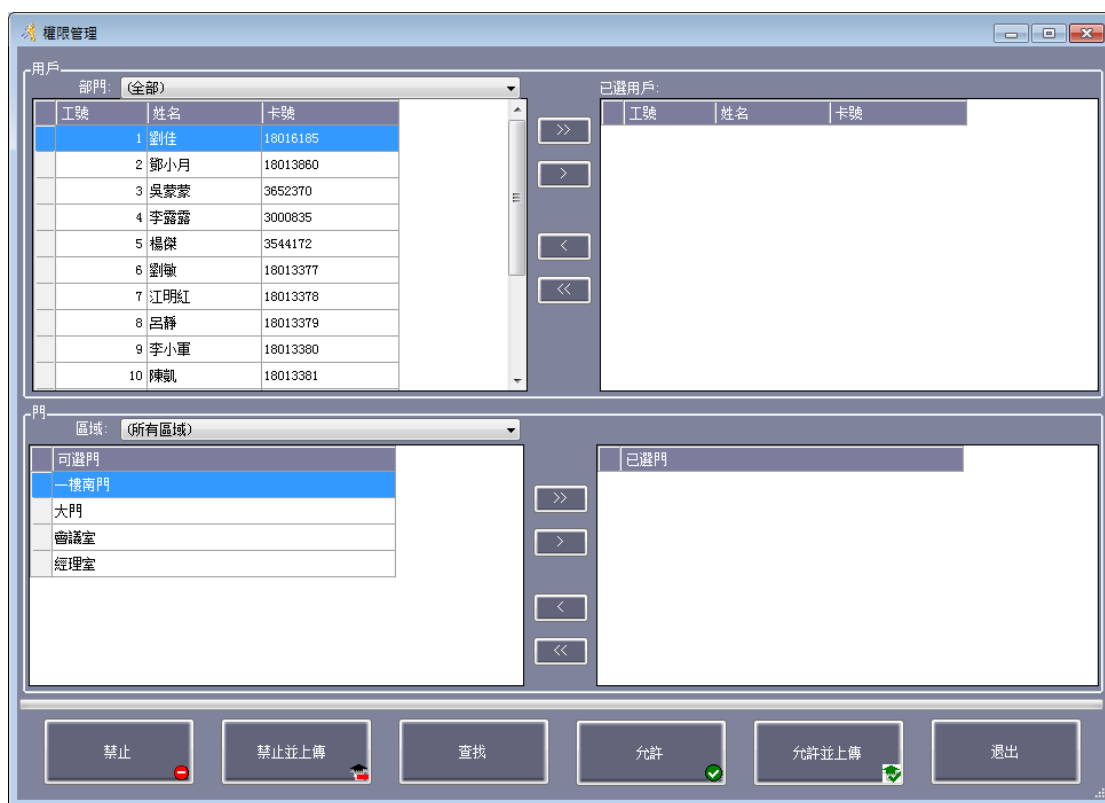 權限管理
用戶
部門: (全部)
已選用戶:
工號 姓名 卡號
工號 姓名 卡號
1 劉佳 18016185
2 鄧小月 18013860
3 吳蒙蒙 3652370
4 李露露 3000835
5 楊傑 3544172
6 劉敏 18013377
7 江明紅 18013378
8 呂靜 18013379
9 李小軍 18013380
10 陳凱 18013381
>>
>
<
<<
門
區域: (所有區域)
可選門
已選門
一樓南門
大門
會議室
經理室
>>
>
<
<<
禁止 禁止並上傳 查找 允許 允許並上傳 退出